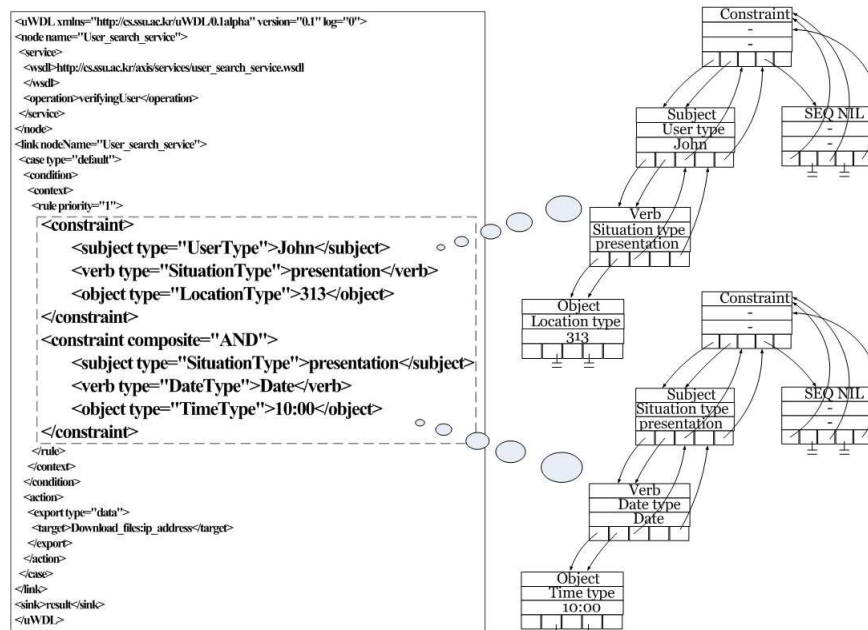 <uWDL xmlns="http://cs.ssu.ac.kr/uWDL/0.1alpha" version="0.1" log="0">
<node name="User_search_service">
<service>
<wsdl>http://cs.ssu.ac.kr/axis/services/user_search_service.wsdl
</wsdl>
<operation>verifyingUser</operation>
</service>
</node>
<link nodeName="User_search_service">
<case type="default">
<condition>
<context>
<rule priority="1">
<constraint>
<subject type="UserType">John</subject>
<verb type="SituationType">presentation</verb>
<object type="LocationType">313</object>
</constraint>
<constraint composite="AND">
<subject type="SituationType">presentation</subject>
<verb type="DateType">Date</verb>
<object type="TimeType">10:00</object>
</constraint>
</rule>
</context>
</condition>
<action>
<export type="data">
<target>Download_files:ip_address</target>
</export>
</action>
</case>
</link>
<sink>result</sink>
</uWDL>
Constraint
-
-
Subject
User type
John
SEQ NIL
-
-
Verb
Situation type
presentation
Object
Location type
313
Constraint
-
-
Subject
Situation type
presentation
SEQ NIL
-
-
Verb
Date type
Date
Object
Time type
10:00